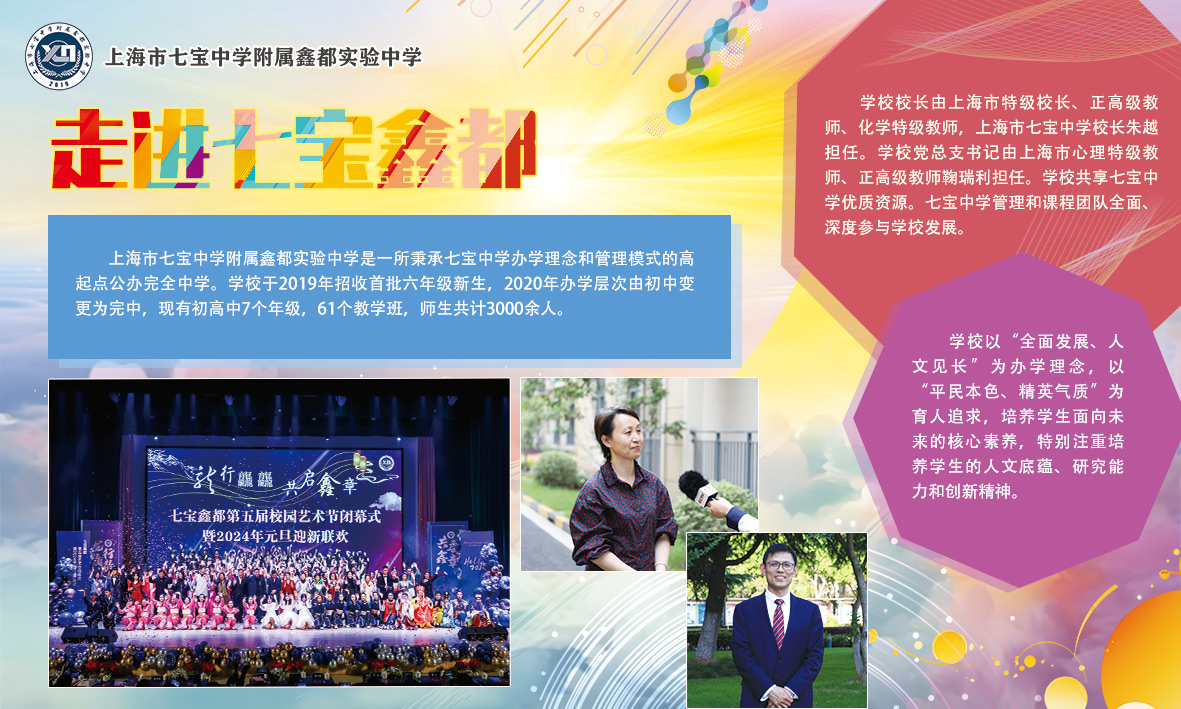 上海市七宝中学附属鑫都实验中学
2019
走进七宝鑫都
上海市七宝中学附属鑫都实验中学是一所秉承七宝中学办学理念和管理模式的高
起点公办完全中学。学校于2019年招收首批六年级新生，2020年办学层次由初中变
更为完中，现有初高中7个年级，61个教学班，师生共计3000余人。
学校校长由上海市特级校长、正高级教
师、化学特级教师，上海市七宝中学校长朱越
担任。学校党总支书记由上海市心理特级教
师、正高级教师鞠瑞利担任。学校共享七宝中
学优质资源。七宝中学管理和课程团队全面、
深度参与学校发展。
学校以“全面发展、人
文见长”为办学理念，以
“平民本色、精英气质”为
育人追求，培养学生面向未
来的核心素养，特别注重培
养学生的人文底蕴、研究能
力和创新精神。
龙行龘龘
共启鑫章
七宝鑫都第五届校园艺术节闭幕式
暨2024年元旦迎新联欢